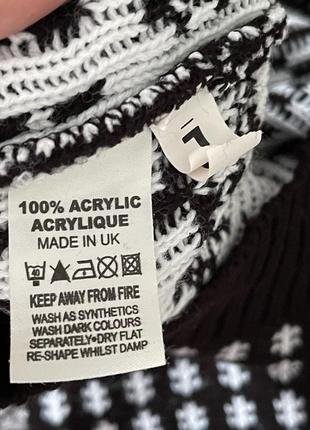 L
100% ACRYLIC
ACRYLIQUE
MADE IN UK
40
KEEP AWAY FROM FIRE
WASH AS SYNTHETICS
WASH DARK COLOURS
SEPARATELY•DRY FLAT
RE-SHAPE WHILST DAMP